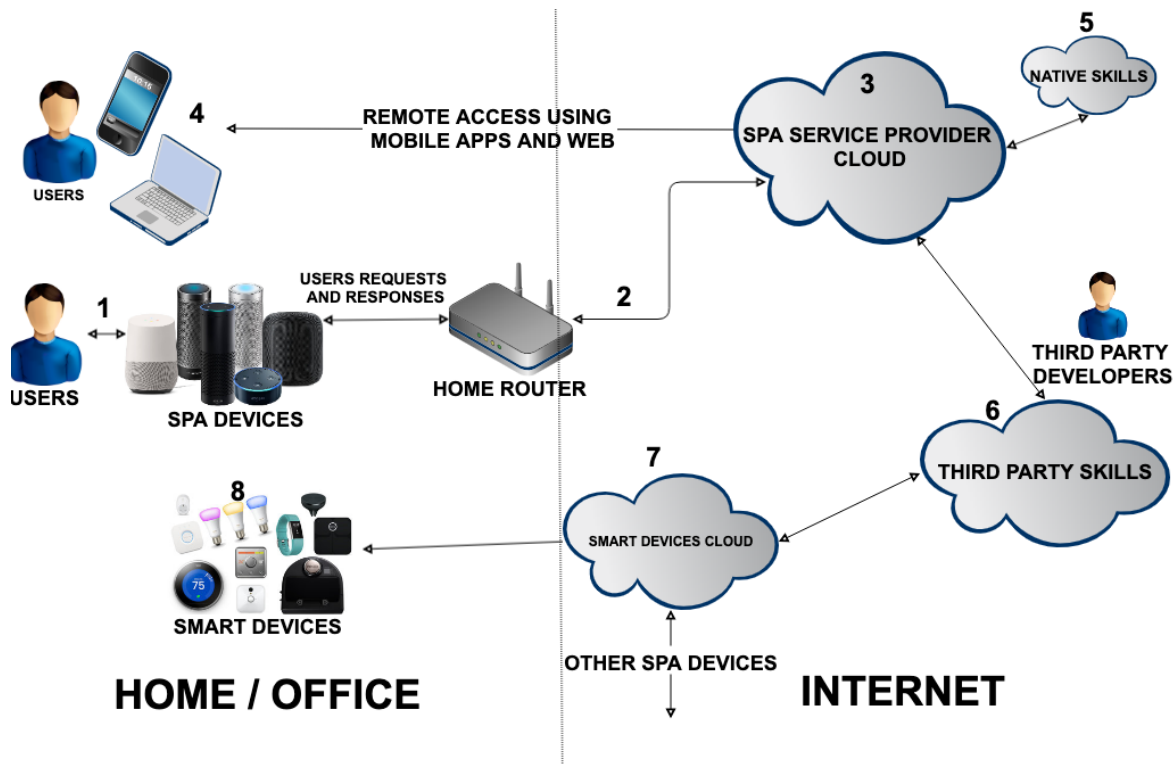 5
3
NATIVE SKILLS
10:15
4
REMOTE ACCESS USING
MOBILE APPS AND WEB
SPA SERVICE PROVIDER
CLOUD
USERS
USERS REQUESTS
AND RESPONSES
2
1
THIRD PARTY
DEVELOPERS
HOME ROUTER
USERS
SPA DEVICES
6
7
THIRD PARTY SKILLS
8
SMART DEVICES CLOUD
75
SMART DEVICES
OTHER SPA DEVICES
HOME / OFFICE
INTERNET